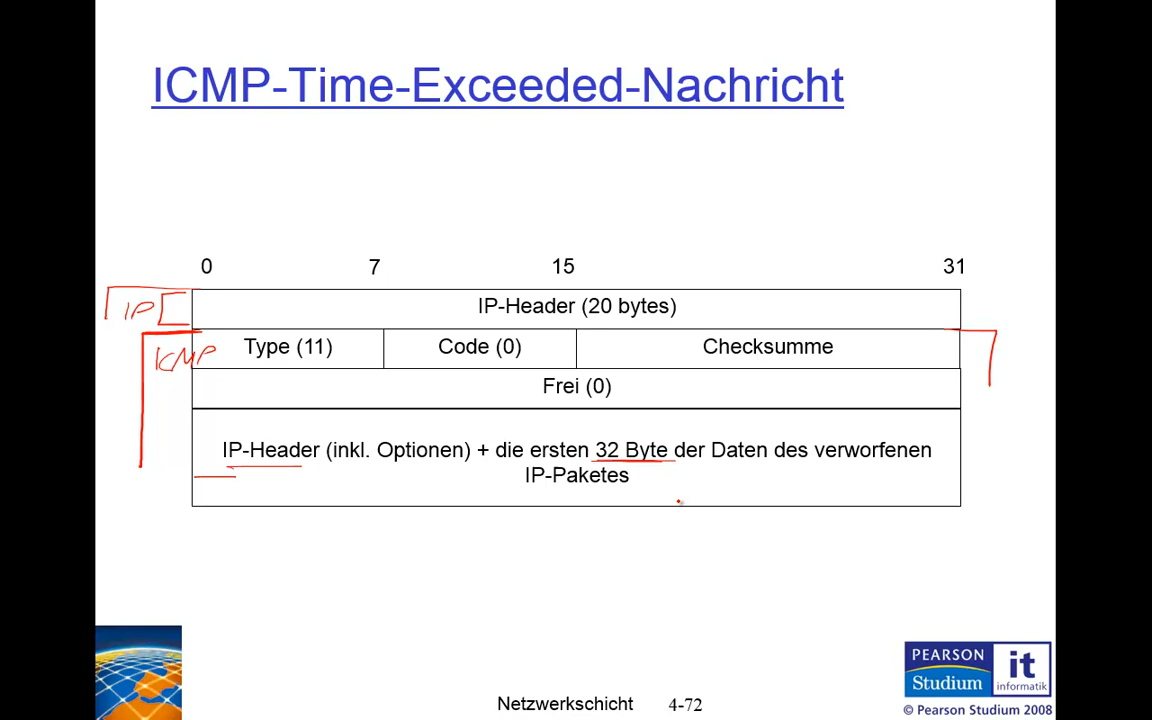 ICMP-Time-Exceeded-Nachricht
0 7 15 31
IP
IP-Header (20 bytes)
ICMP
Type (11) Code (0) Checksumme
Frei (0)
IP-Header (inkl. Optionen) + die ersten 32 Byte der Daten des verworfenen
IP-Paketes
PEARSON
Studium
it
informatik
Netzwerkschicht 4-72
© Pearson Studium 2008